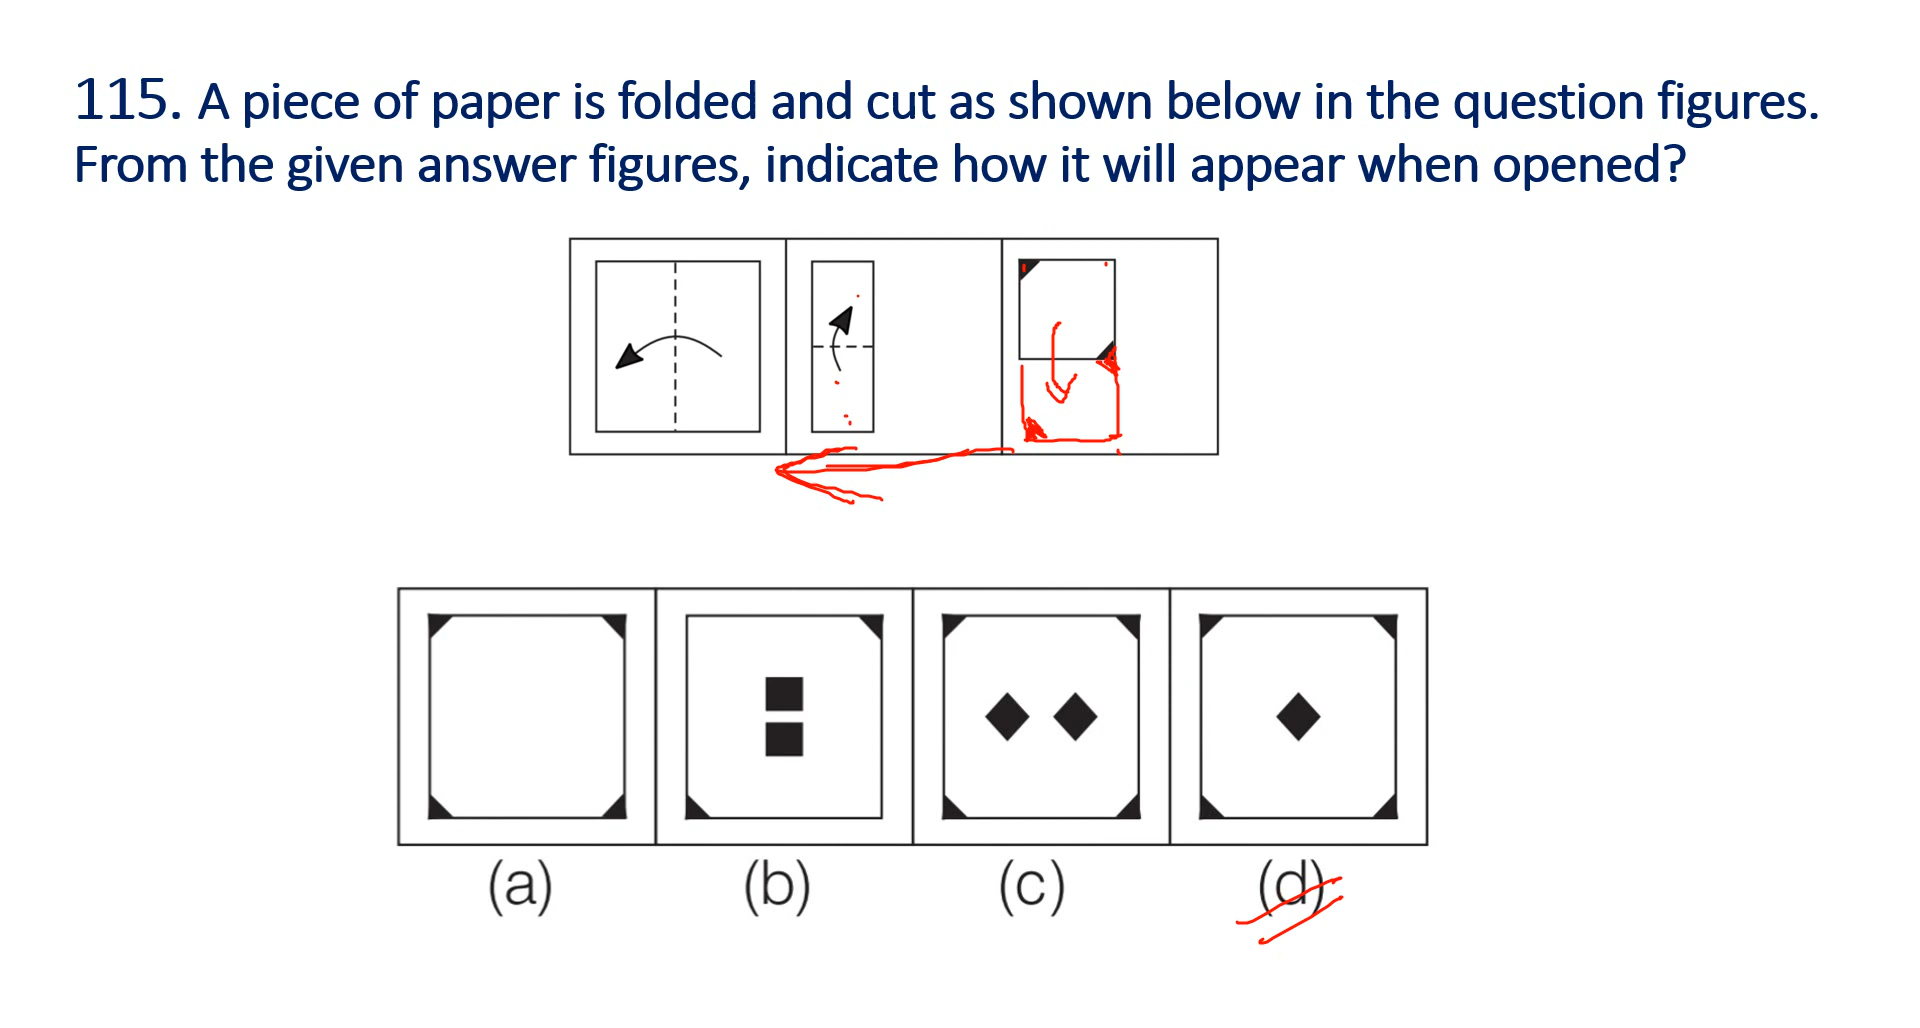 115. A piece of paper is folded and cut as shown below in the question figures.
From the given answer figures, indicate how it will appear when opened?
(a) (b) (c) (d)